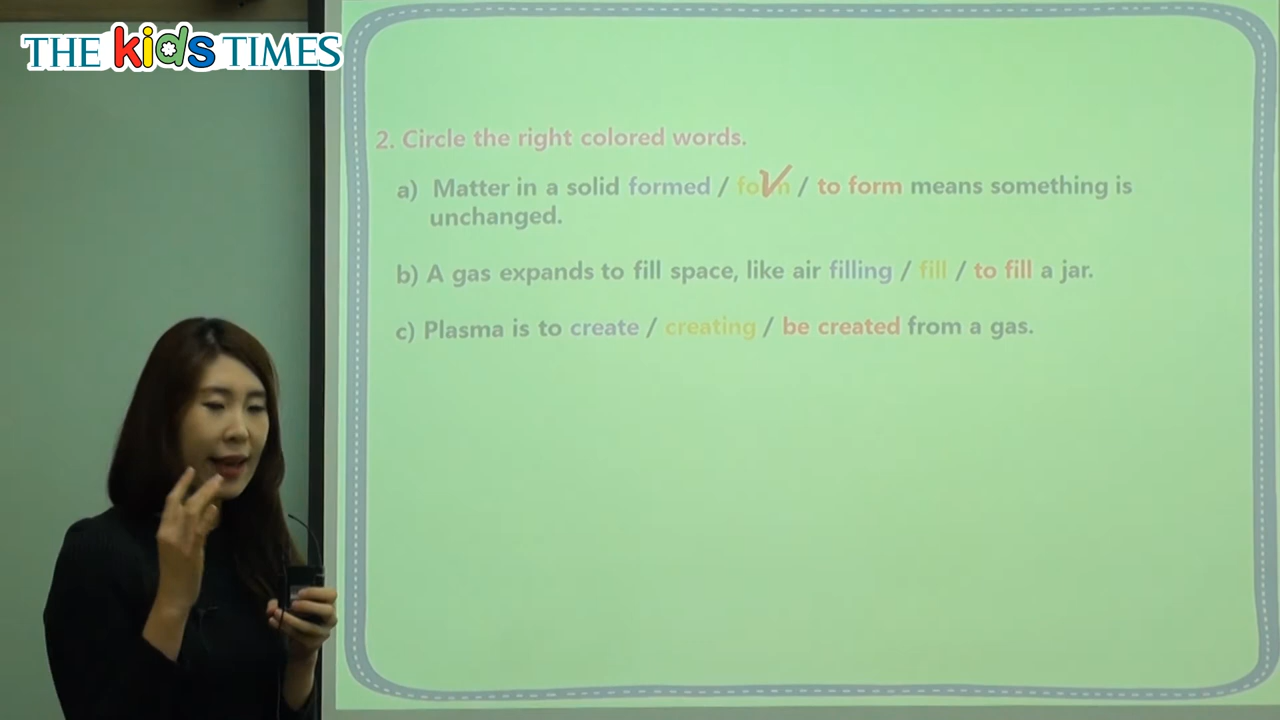 THE kids TIMES
2. Circle the right colored words.
a) Matter in a solid formed / form / to form means something is
unchanged.
b) A gas expands to fill space, like air filling / fill / to fill a jar.
c) Plasma is to create / creating / be created from a gas.